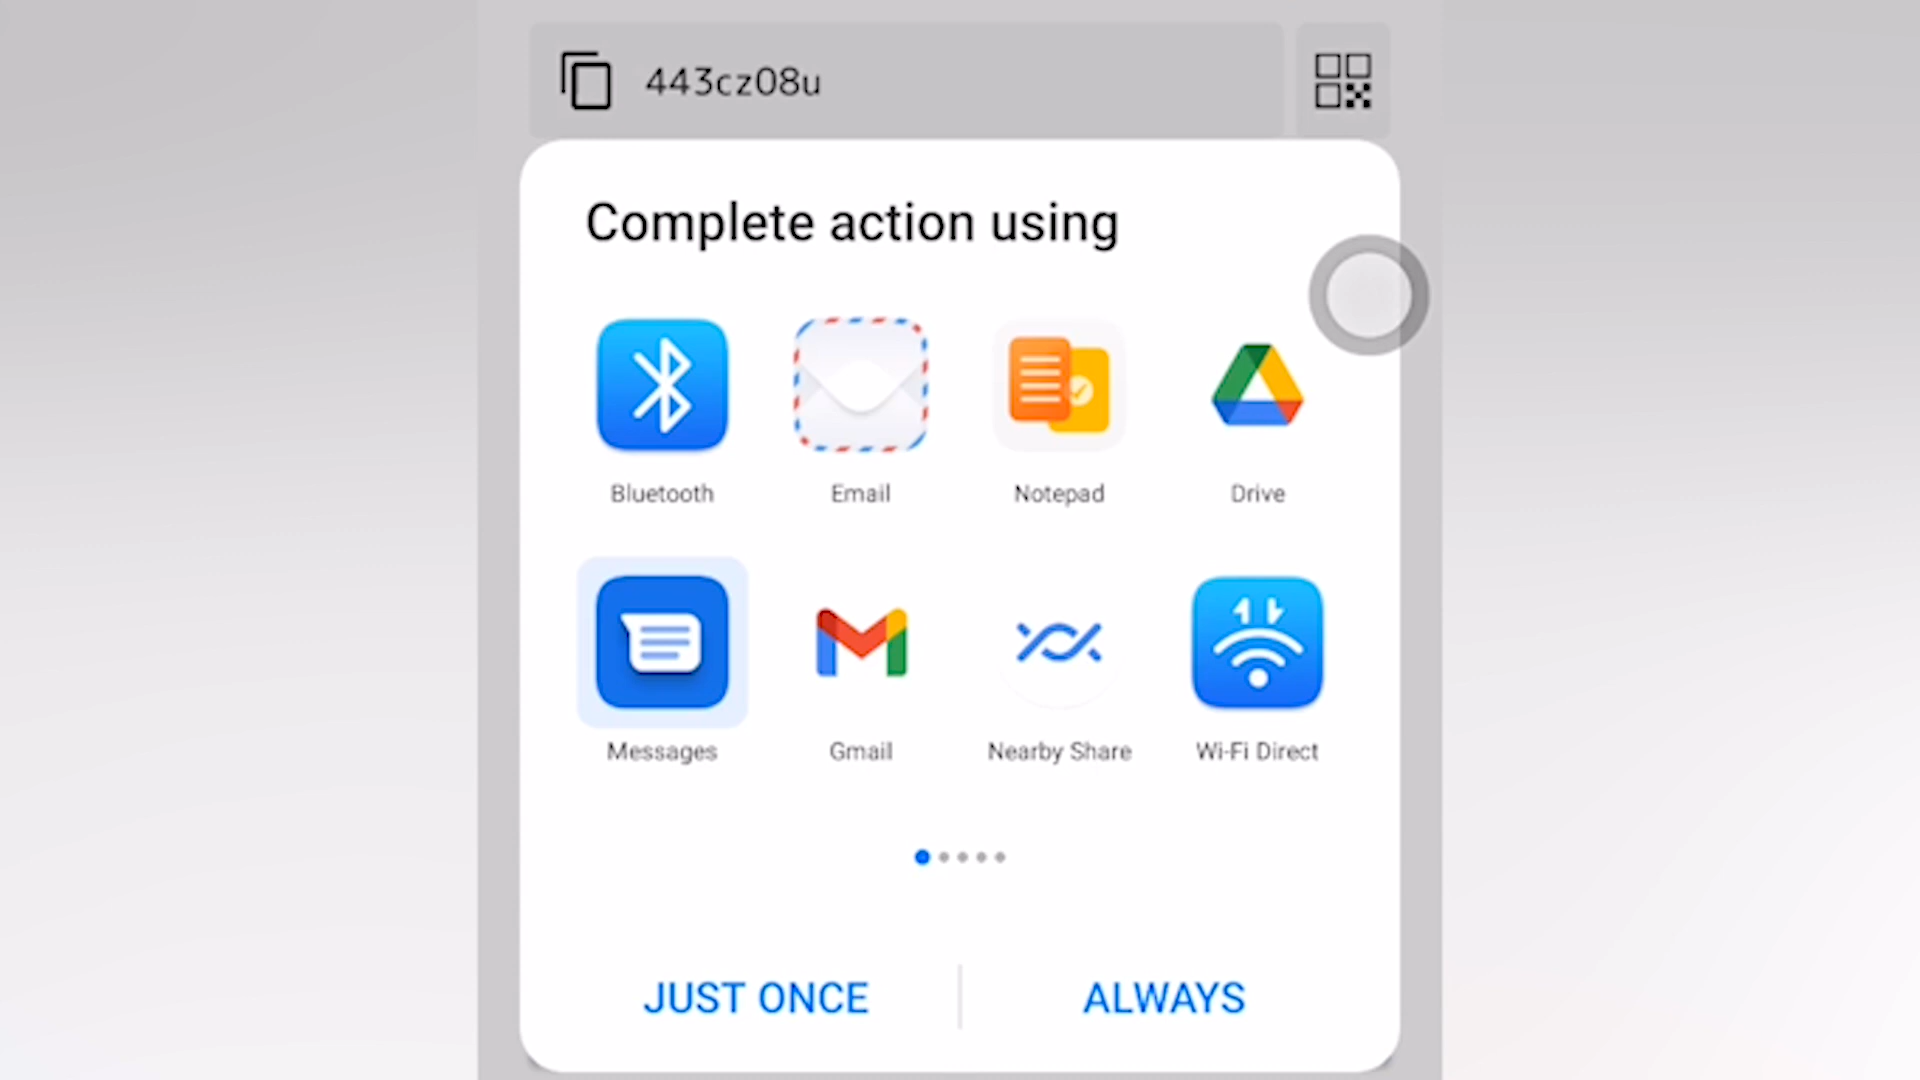 443cz08u
Complete action using
Bluetooth Email Notepad Drive
Messages Gmail Nearby Share Wi-Fi Direct
JUST ONCE ALWAYS